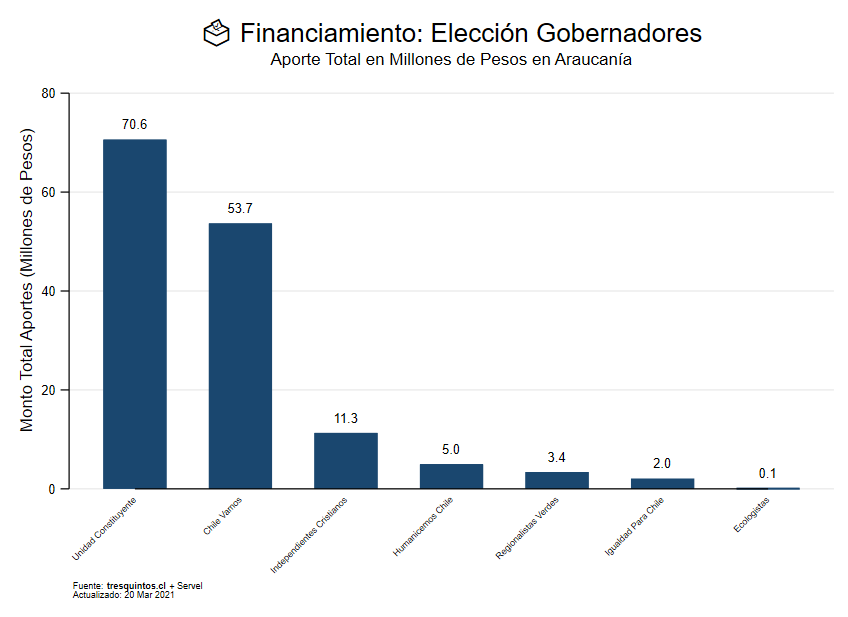 Financiamiento: Elección Gobernadores
Aporte Total en Millones de Pesos en Araucanía
Monto Total Aportes (Millones de Pesos)
80
60
40
20
0
70.6
53.7
11.3
5.0
3.4
2.0
0.1
Unidad Constituyente
Chile Vamos
Independientes Cristianos
Humanicemos Chile
Regionalistas Verdes
Igualdad Para Chile
Ecologistas
Fuente: tresquintos.cl + Servel
Actualizado: 20 Mar 2021